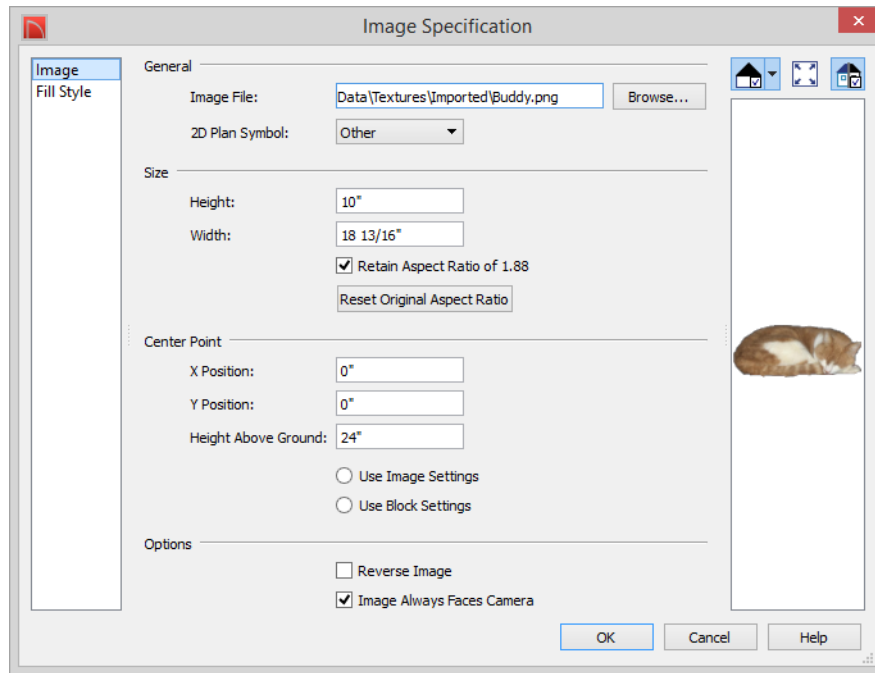 Image Specification
Image
Fill Style
General
Image File: Data\Textures\Imported\Buddy.png Browse...
2D Plan Symbol: Other
Size
Height: 10"
Width: 18 13/16"
Retain Aspect Ratio of 1.88
Reset Original Aspect Ratio
Center Point
X Position: 0"
Y Position: 0"
Height Above Ground: 24"
Use Image Settings
Use Block Settings
Options
Reverse Image
Image Always Faces Camera
OK Cancel Help